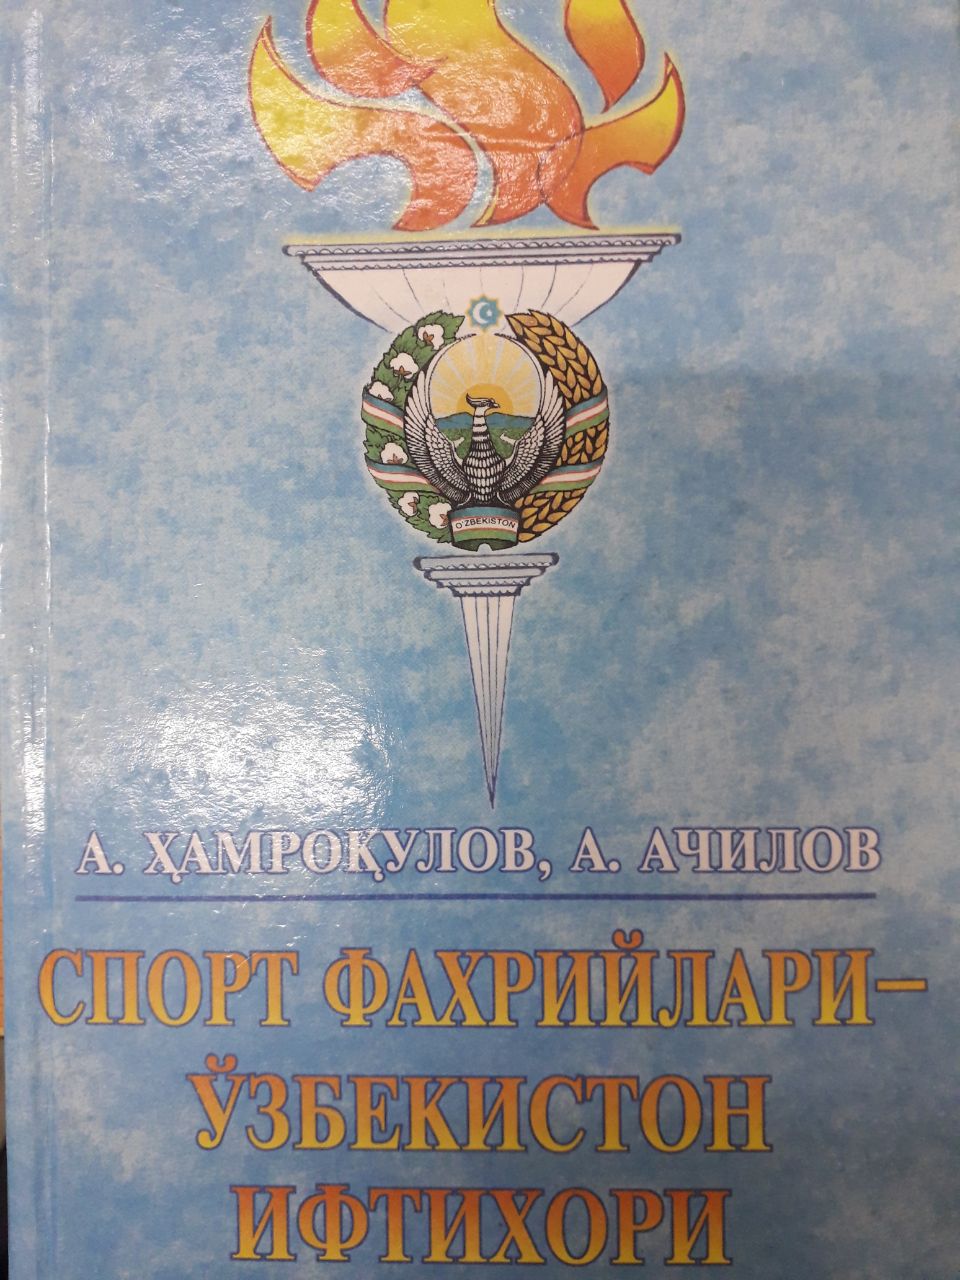 O'ZBEKISTON
А. ҲАМРОҚУЛОВ, А. АЧИЛОВ
СПОРТ ФАХРИЙЛАРИ–
ЎЗБЕКИСТОН
ИФТИХОРИ